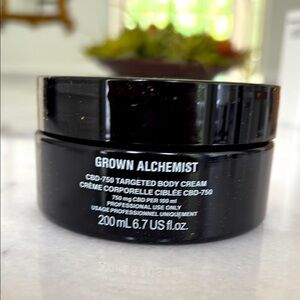 GROWN ALCHEMIST
CBD-750 TARGETED BODY CREAM
CRÈME CORPORELLE CIBLÉE CBD-750
750 mg CBD PER 100 ml
PROFESSIONAL USE ONLY
USAGE PROFESSIONNEL UNIQUEMENT
200 mL 6.7 US fl.oz.